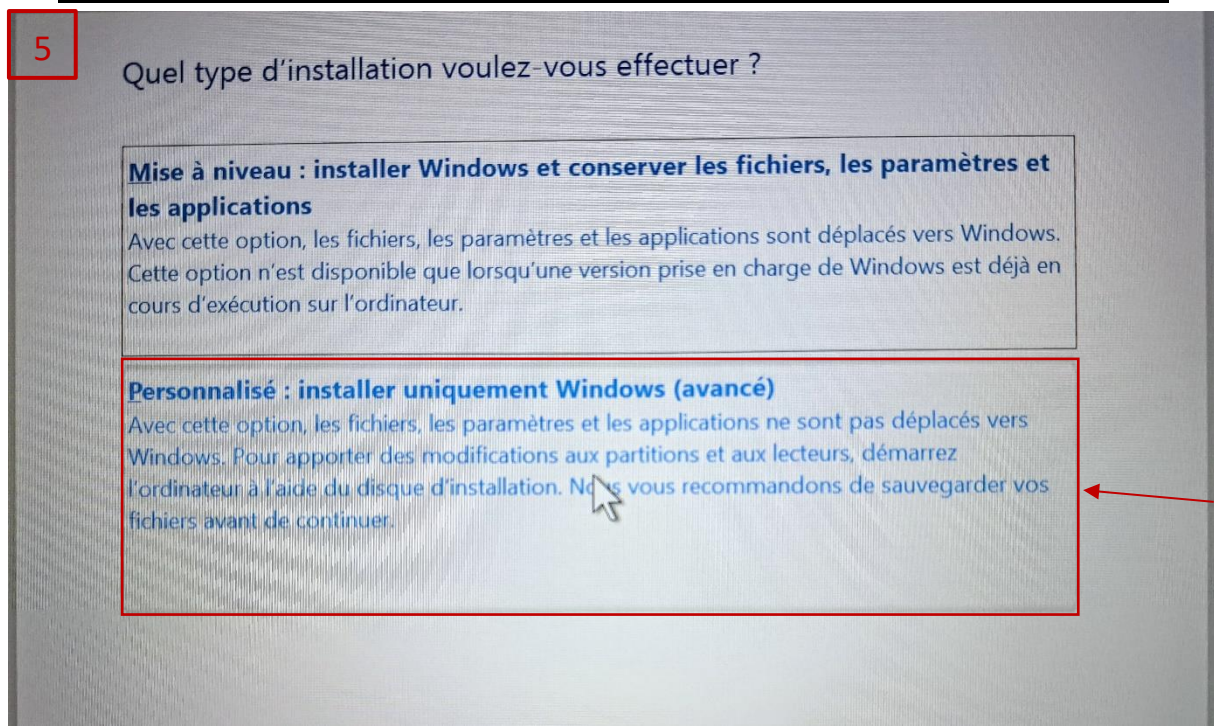 5
Quel type d'installation voulez-vous effectuer ?
Mise à niveau : installer Windows et conserver les fichiers, les paramètres et
les applications
Avec cette option, les fichiers, les paramètres et les applications sont déplacés vers Windows.
Cette option n'est disponible que lorsqu'une version prise en charge de Windows est déjà en
cours d'exécution sur l'ordinateur.
Personnalisé : installer uniquement Windows (avancé)
Avec cette option, les fichiers, les paramètres et les applications ne sont pas déplacés vers
Windows. Pour apporter des modifications aux partitions et aux lecteurs, démarrez
l'ordinateur à l'aide du disque d'installation. Nous vous recommandons de sauvegarder vos
fichiers avant de continuer.